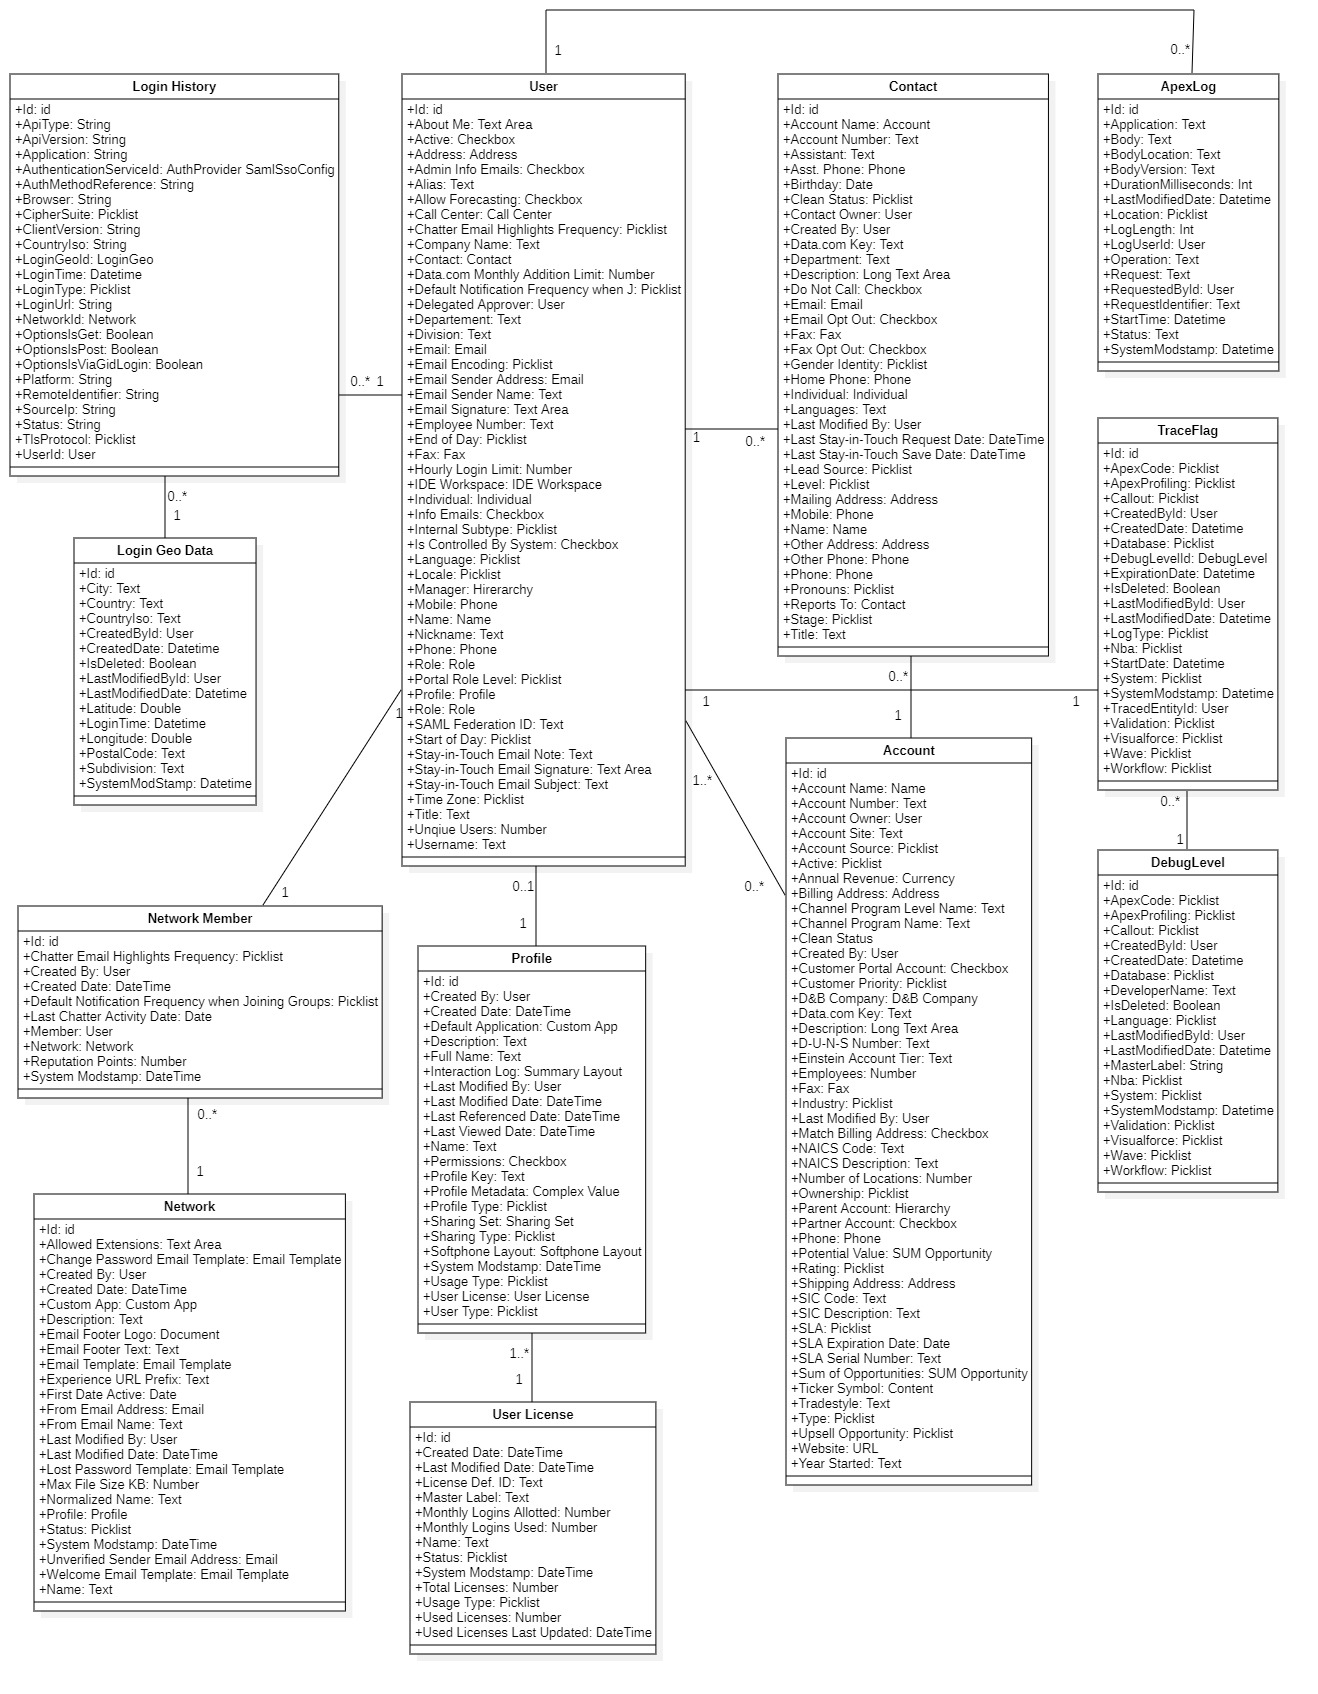 1
0..*
Login History
+Id: id
+ApiType: String
+ApiVersion: String
+Application: String
+AuthenticationServiceId: AuthProvider SamlSsoConfig
+AuthMethodReference: String
+Browser: String
+CipherSuite: Picklist
+ClientVersion: String
+CountryIso: String
+LoginGeoId: LoginGeo
+LoginTime: Datetime
+LoginType: Picklist
+LoginUrl: String
+NetworkId: Network
+OptionsIsGet: Boolean
+OptionsIsPost: Boolean
+OptionsIsViaGidLogin: Boolean
+Platform: String
+RemoteIdentifier: String
+SourceIp: String
+Status: String
+TlsProtocol: Picklist
+UserId: User
0..* 1
0..*
1
Login Geo Data
+Id: id
+City: Text
+Country: Text
+CountryIso: Text
+CreatedById: User
+CreatedDate: Datetime
+IsDeleted: Boolean
+LastModifiedById: User
+LastModifiedDate: Datetime
+Latitude: Double
+LoginTime: Datetime
+Longitude: Double
+PostalCode: Text
+Subdivision: Text
+SystemModStamp: Datetime
User
+Id: id
+About Me: Text Area
+Active: Checkbox
+Address: Address
+Admin Info Emails: Checkbox
+Alias: Text
+Allow Forecasting: Checkbox
+Call Center: Call Center
+Chatter Email Highlights Frequency: Picklist
+Company Name: Text
+Contact: Contact
+Data.com Monthly Addition Limit: Number
+Default Notification Frequency when J: Picklist
+Delegated Approver: User
+Departement: Text
+Division: Text
+Email: Email
+Email Encoding: Picklist
+Email Sender Address: Email
+Email Sender Name: Text
+Email Signature: Text Area
+Employee Number: Text
+End of Day: Picklist
+Fax: Fax
+Hourly Login Limit: Number
+IDE Workspace: IDE Workspace
+Individual: Individual
+Info Emails: Checkbox
+Internal Subtype: Picklist
+Is Controlled By System: Checkbox
+Language: Picklist
+Locale: Picklist
+Manager: Hirerarchy
+Mobile: Phone
+Name: Name
+Nickname: Text
+Phone: Phone
+Role: Role
+Portal Role Level: Picklist
+Profile: Profile
+Role: Role
+SAML Federation ID: Text
+Start of Day: Picklist
+Stay-in-Touch Email Note: Text
+Stay-in-Touch Email Signature: Text Area
+Stay-in-Touch Email Subject: Text
+Time Zone: Picklist
+Title: Text
+Unqiue Users: Number
+Username: Text
1
0..*
1
1
1..*
0..*
1
1
0..1
1
Contact
+Id: id
+Account Name: Account
+Account Number: Text
+Assistant: Text
+Asst. Phone: Phone
+Birthday: Date
+Clean Status: Picklist
+Contact Owner: User
+Created By: User
+Data.com Key: Text
+Department: Text
+Description: Long Text Area
+Do Not Call: Checkbox
+Email: Email
+Email Opt Out: Checkbox
+Fax: Fax
+Fax Opt Out: Checkbox
+Gender Identity: Picklist
+Home Phone: Phone
+Individual: Individual
+Languages: Text
+Last Modified By: User
+Last Stay-in-Touch Request Date: DateTime
+Last Stay-in-Touch Save Date: DateTime
+Lead Source: Picklist
+Level: Picklist
+Mailing Address: Address
+Mobile: Phone
+Name: Name
+Other Address: Address
+Other Phone: Phone
+Phone: Phone
+Pronouns: Picklist
+Reports To: Contact
+Stage: Picklist
+Title: Text
0..*
1
ApexLog
+Id: id
+Application: Text
+Body: Text
+BodyLocation: Text
+BodyVersion: Text
+DurationMilliseconds: Int
+LastModifiedDate: Datetime
+Location: Picklist
+LogLength: Int
+LogUserId: User
+Operation: Text
+Request: Text
+RequestedById: User
+RequestIdentifier: Text
+StartTime: Datetime
+Status: Text
+SystemModstamp: Datetime
TraceFlag
+Id: id
+ApexCode: Picklist
+ApexProfiling: Picklist
+Callout: Picklist
+CreatedById: User
+CreatedDate: Datetime
+Database: Picklist
+DebugLevelId: DebugLevel
+ExpirationDate: Datetime
+IsDeleted: Boolean
+LastModifiedById: User
+LastModifiedDate: Datetime
+LogType: Picklist
+Nba: Picklist
+StartDate: Datetime
+System: Picklist
+SystemModstamp: Datetime
+TracedEntityId: User
+Validation: Picklist
+Visualforce: Picklist
+Wave: Picklist
+Workflow: Picklist
0..*
1
DebugLevel
+Id: id
+ApexCode: Picklist
+ApexProfiling: Picklist
+Callout: Picklist
+CreatedById: User
+CreatedDate: Datetime
+Database: Picklist
+DeveloperName: Text
+IsDeleted: Boolean
+Language: Picklist
+LastModifiedById: User
+LastModifiedDate: Datetime
+MasterLabel: String
+Nba: Picklist
+System: Picklist
+SystemModstamp: Datetime
+Validation: Picklist
+Visualforce: Picklist
+Wave: Picklist
+Workflow: Picklist
Account
+Id: id
+Account Name: Name
+Account Number: Text
+Account Owner: User
+Account Site: Text
+Account Source: Picklist
+Active: Picklist
+Annual Revenue: Currency
+Billing Address: Address
+Channel Program Level Name: Text
+Channel Program Name: Text
+Clean Status
+Created By: User
+Customer Portal Account: Checkbox
+Customer Priority: Picklist
+D&B Company: D&B Company
+Data.com Key: Text
+Description: Long Text Area
+D-U-N-S Number: Text
+Einstein Account Tier: Text
+Employees: Number
+Fax: Fax
+Industry: Picklist
+Last Modified By: User
+Match Billing Address: Checkbox
+NAICS Code: Text
+NAICS Description: Text
+Number of Locations: Number
+Ownership: Picklist
+Parent Account: Hierarchy
+Partner Account: Checkbox
+Phone: Phone
+Potential Value: SUM Opportunity
+Rating: Picklist
+Shipping Address: Address
+SIC Code: Text
+SIC Description: Text
+SLA: Picklist
+SLA Expiration Date: Date
+SLA Serial Number: Text
+Sum of Opportunities: SUM Opportunity
+Ticker Symbol: Content
+Tradestyle: Text
+Type: Picklist
+Upsell Opportunity: Picklist
+Website: URL
+Year Started: Text
Network Member
+Id: id
+Chatter Email Highlights Frequency: Picklist
+Created By: User
+Created Date: DateTime
+Default Notification Frequency when Joining Groups: Picklist
+Last Chatter Activity Date: Date
+Member: User
+Network: Network
+Reputation Points: Number
+System Modstamp: DateTime
0..*
1
Network
+Id: id
+Allowed Extensions: Text Area
+Change Password Email Template: Email Template
+Created By: User
+Created Date: DateTime
+Custom App: Custom App
+Description: Text
+Email Footer Logo: Document
+Email Footer Text: Text
+Email Template: Email Template
+Experience URL Prefix: Text
+First Date Active: Date
+From Email Address: Email
+From Email Name: Text
+Last Modified By: User
+Last Modified Date: DateTime
+Lost Password Template: Email Template
+Max File Size KB: Number
+Normalized Name: Text
+Profile: Profile
+Status: Picklist
+System Modstamp: DateTime
+Unverified Sender Email Address: Email
+Welcome Email Template: Email Template
+Name: Text
Profile
+Id: id
+Created By: User
+Created Date: DateTime
+Default Application: Custom App
+Description: Text
+Full Name: Text
+Interaction Log: Summary Layout
+Last Modified By: User
+Last Modified Date: DateTime
+Last Referenced Date: DateTime
+Last Viewed Date: DateTime
+Name: Text
+Permissions: Checkbox
+Profile Key: Text
+Profile Metadata: Complex Value
+Profile Type: Picklist
+Sharing Set: Sharing Set
+Sharing Type: Picklist
+Softphone Layout: Softphone Layout
+System Modstamp: DateTime
+Usage Type: Picklist
+User License: User License
+User Type: Picklist
1..*
1
User License
+Id: id
+Created Date: DateTime
+Last Modified Date: DateTime
+License Def. ID: Text
+Master Label: Text
+Monthly Logins Allotted: Number
+Monthly Logins Used: Number
+Name: Text
+Status: Picklist
+System Modstamp: DateTime
+Total Licenses: Number
+Usage Type: Picklist
+Used Licenses: Number
+Used Licenses Last Updated: DateTime